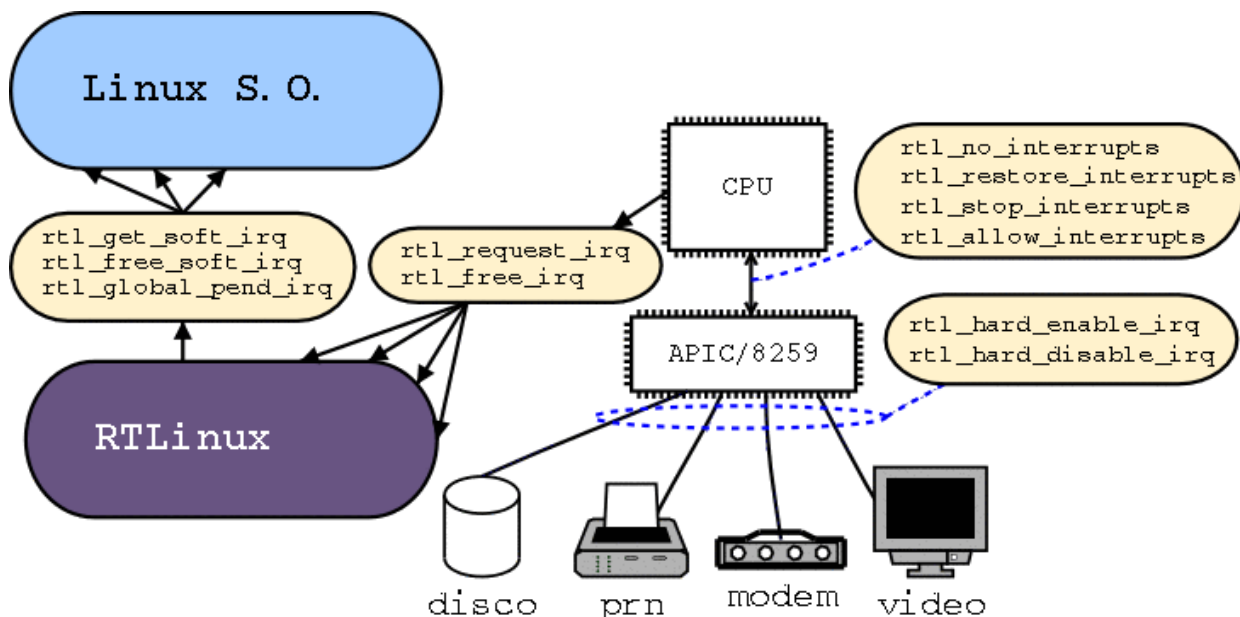 Linux S.O.
CPU
rtl_no_interrupts
rtl_restore_interrupts
rtl_stop_interrupts
rtl_allow_interrupts
rtl_get_soft_irq
rtl_free_soft_irq
rtl_global_pend_irq
rtl_request_irq
rtl_free_irq
APIC/8259
rtl_hard_enable_irq
rtl_hard_disable_irq
RTLinux
disco
prn
modem
video